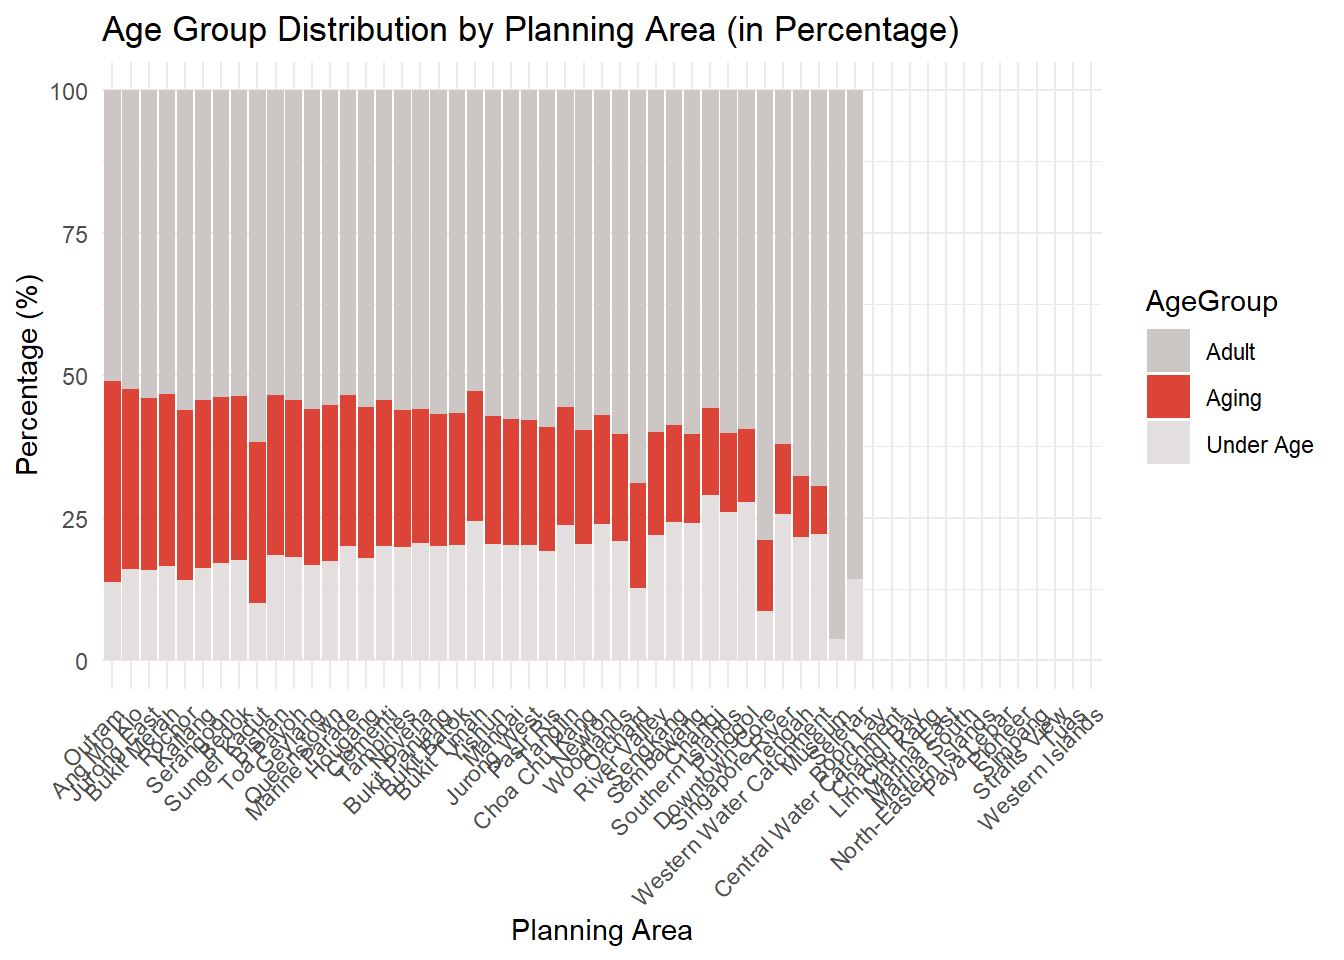 Age Group Distribution by Planning Area (in Percentage)
100
75
50
25
0
Percentage (%)
Outram
Ang Mo Kio
Jurong East
Bukit Merah
Rochor
Kallang
Serangoon
Bedok
Sungei Kadut
Bishan
Toa Payoh
Geylang
Queenstown
Marine Parade
Hougang
Clementi
Tampines
Novena
Bukit Panjang
Bukit Batok
Bukit Timah
Yishun
Mandai
Jurong West
Pasir Ris
Tanglin
Choa Chu Kang
Newton
Woodlands
Orchard
River Valley
Sengkang
Sembawang
Changi
Southern Islands
Punggol
Downtown Core
Singapore River
Tengah
Western Water Catchment
Museum
Seletar
Boon Lay
Central Water Catchment
Changi Bay
Lim Chu Kang
Marina East
Marina South
North-Eastern Islands
Paya Lebar
Pioneer
Simpang
Straits View
Tuas
Western Islands
Planning Area
AgeGroup
Adult
Aging
Under Age